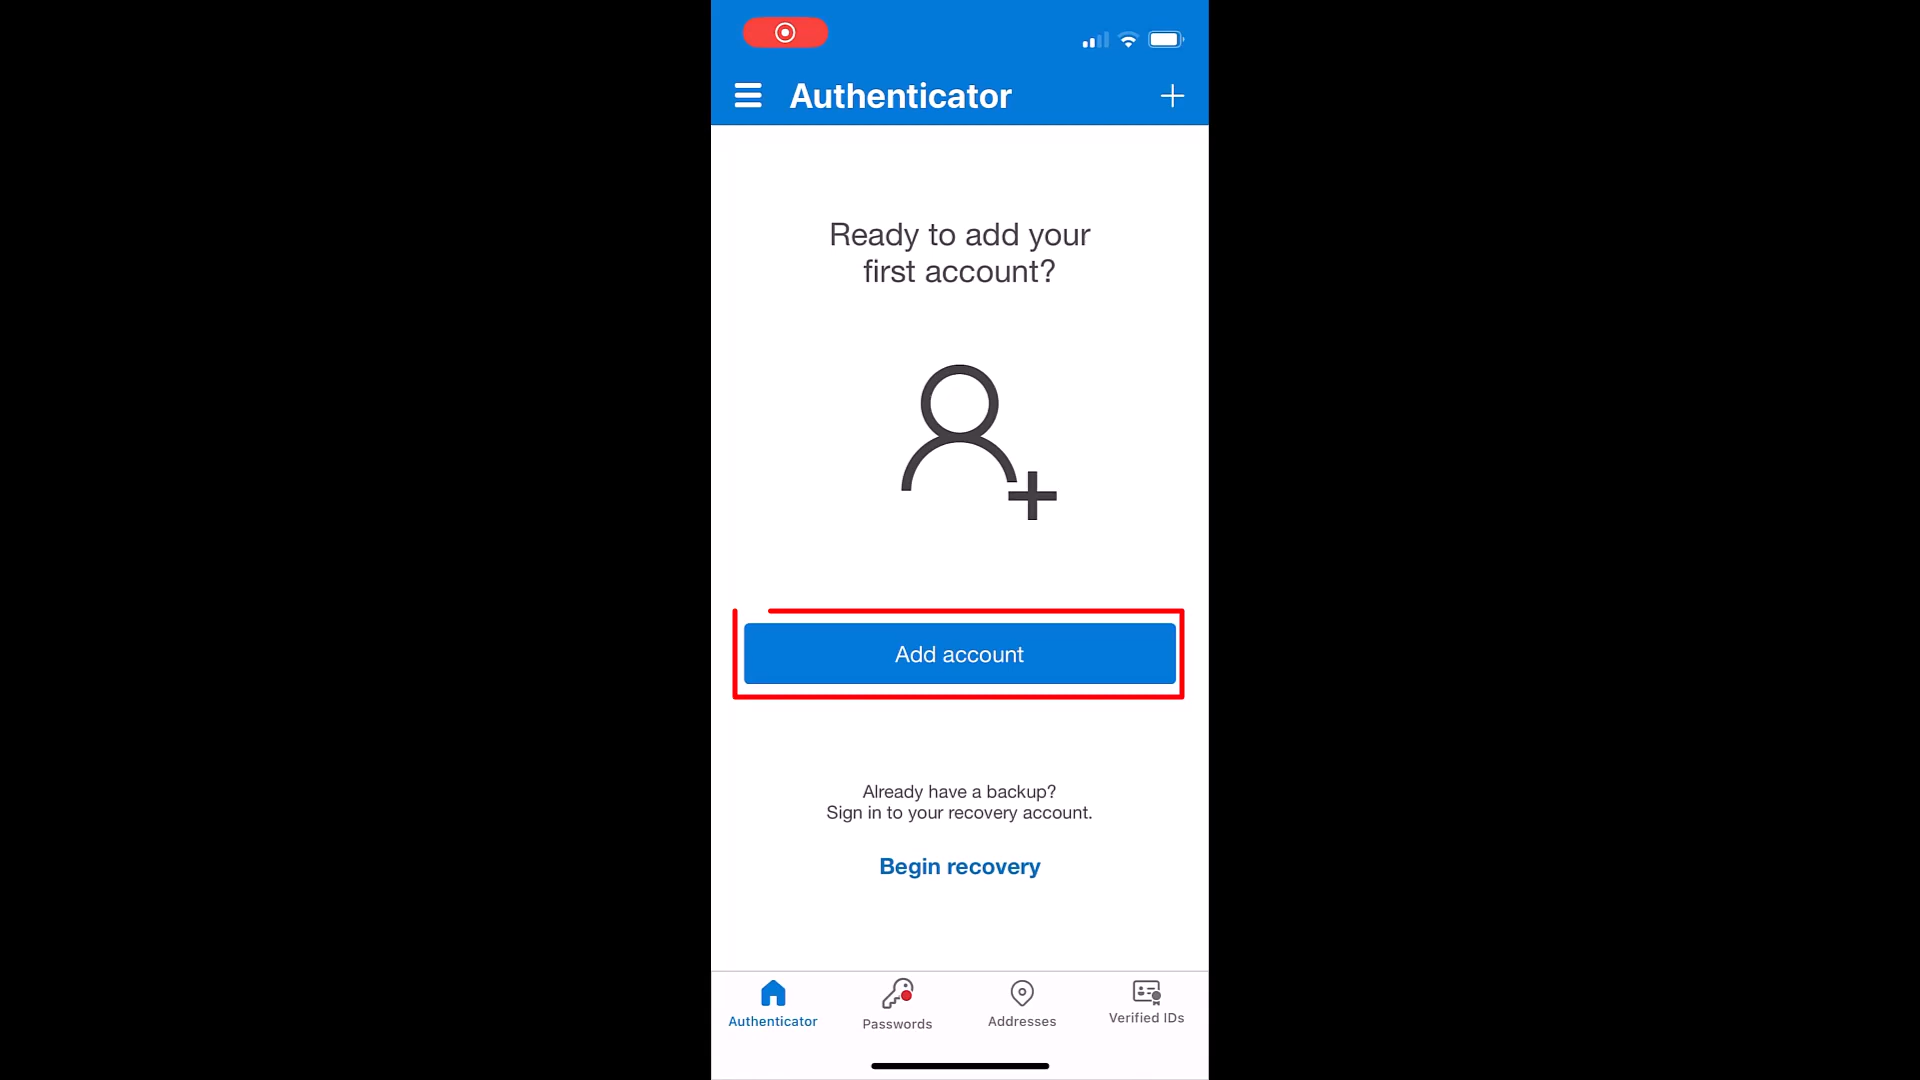 Authenticator
Ready to add your
first account?
Add account
Already have a backup?
Sign in to your recovery account.
Begin recovery
Authenticator
Passwords
Addresses
Verified IDs